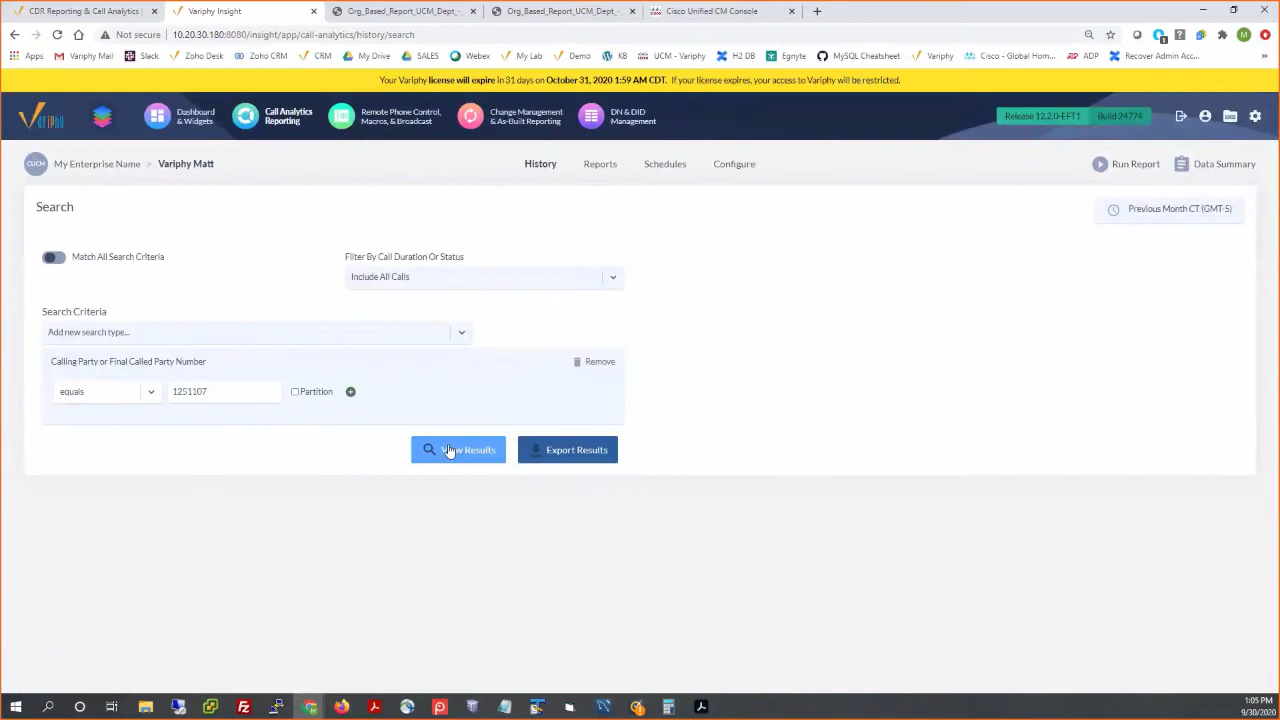 CDR Reporting & Call Analytics |
Variphy Insight
Org_Based_Report_UCM_Dept_-
Org_Based_Report_UCM_Dept_-
Cisco Unified CM Console
Not secure | 10.20.30.180:8080/insight/app/call-analytics/history/search
Apps Variphy Mail Slack Zoho Desk Zoho CRM CRM My Drive SALES Webex My Lab Demo KB UCM - Variphy H2 DB Egnyte MySQL Cheatsheet Variphy Cisco - Global Hom... ADP Recover Admin Acc...
Your Variphy license will expire in 31 days on October 31, 2020 1:59 AM CDT. If your license expires, your access to Variphy will be restricted.
Variphy
Dashboard
& Widgets
Call Analytics
Reporting
Remote Phone Control,
Macros, & Broadcast
Change Management
& As-Built Reporting
DN & DID
Management
Release 12.2.0-EFT1 Build 24774
CUCM My Enterprise Name > Variphy Matt
History Reports Schedules Configure
Run Report Data Summary
Search
Previous Month CT (GMT-5)
Match All Search Criteria
Filter By Call Duration Or Status
Include All Calls
Search Criteria
Add new search type...
Calling Party or Final Called Party Number
Remove
equals 1251107 Partition
View Results Export Results
1:05 PM
9/30/2020